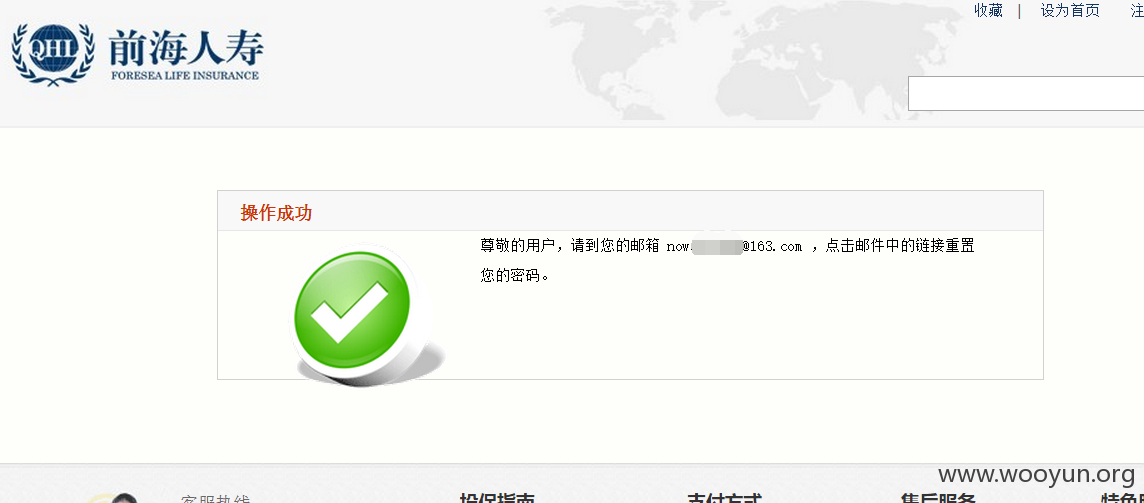 收藏 | 设为首页 注
QHI 前海人寿
FORESEA LIFE INSURANCE
操作成功
尊敬的用户，请到您的邮箱 now @163.com ，点击邮件中的链接重置
您的密码。
www.wooyun.org
客服热线 投保指南 支付方式 售后服务 特色